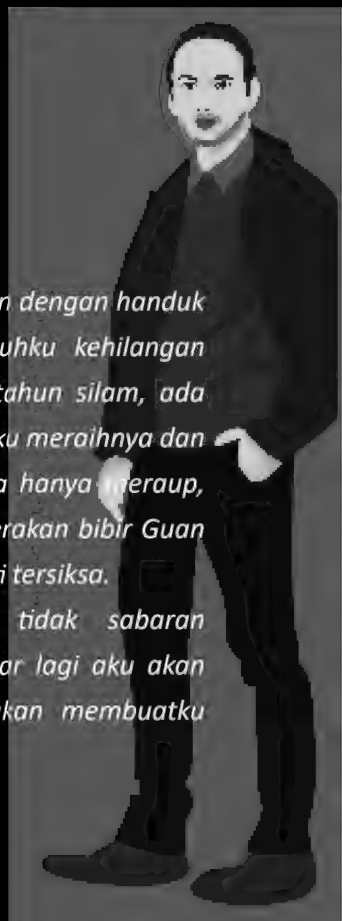 n dengan handuk
uhku kehilangan
tahun silam, ada
ku meraihnya dan
a hanya meraup,
erakan bibir Guan
i tersiksa.
tidak sabaran
ar lagi aku akan
kan membuatku